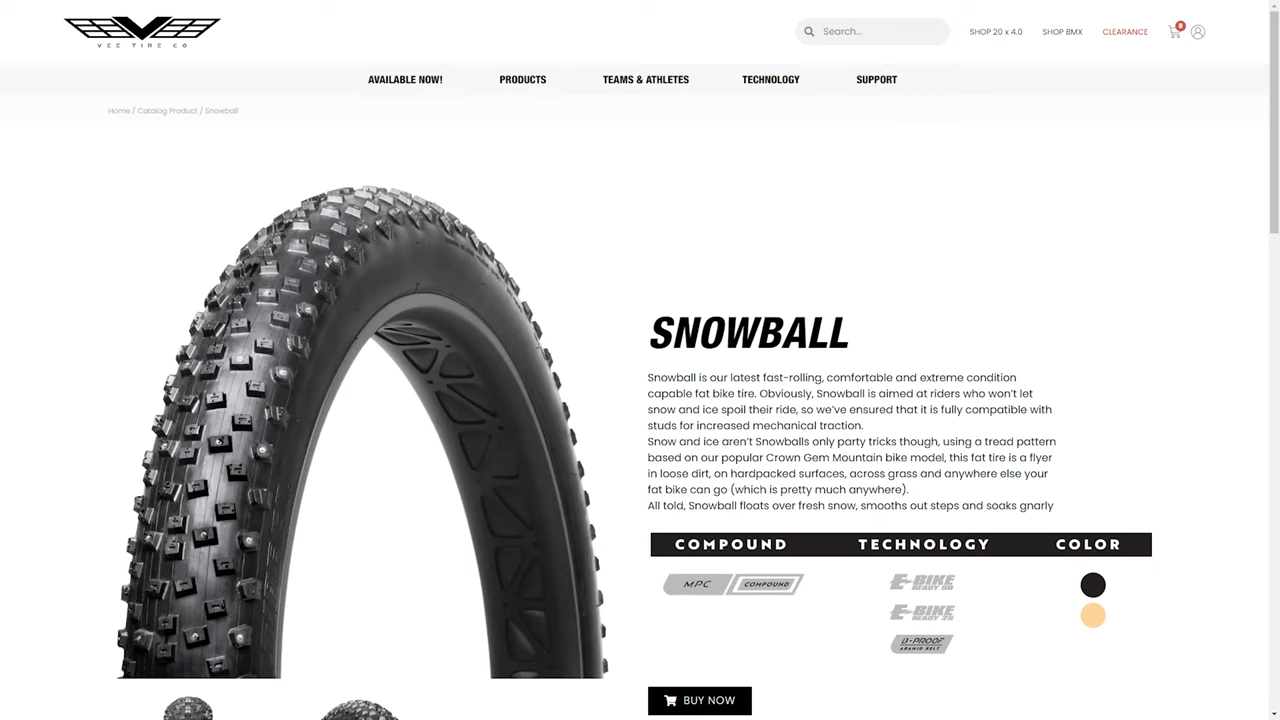 VEE TIRE CO
Search...
SHOP 20 x 4.0
SHOP BMX
CLEARANCE
AVAILABLE NOW!
PRODUCTS
TEAMS & ATHLETES
TECHNOLOGY
SUPPORT
Home / Catalog Product / Snowball
SNOWBALL
Snowball is our latest fast-rolling, comfortable and extreme condition
capable fat bike tire. Obviously, Snowball is aimed at riders who won't let
snow and ice spoil their ride, so we've ensured that it is fully compatible with
studs for increased mechanical traction.
Snow and ice aren't Snowballs only party tricks though, using a tread pattern
based on our popular Crown Gem Mountain bike model, this fat tire is a flyer
in loose dirt, on hardpacked surfaces, across grass and anywhere else your
fat bike can go (which is pretty much anywhere).
All told, Snowball floats over fresh snow, smooths out steps and soaks gnarly
COMPOUND TECHNOLOGY COLOR
MPC COMPOUND
E-BIKE
READY 50
E-BIKE
READY 25
B-PROOF
ARAMID BELT
BUY NOW